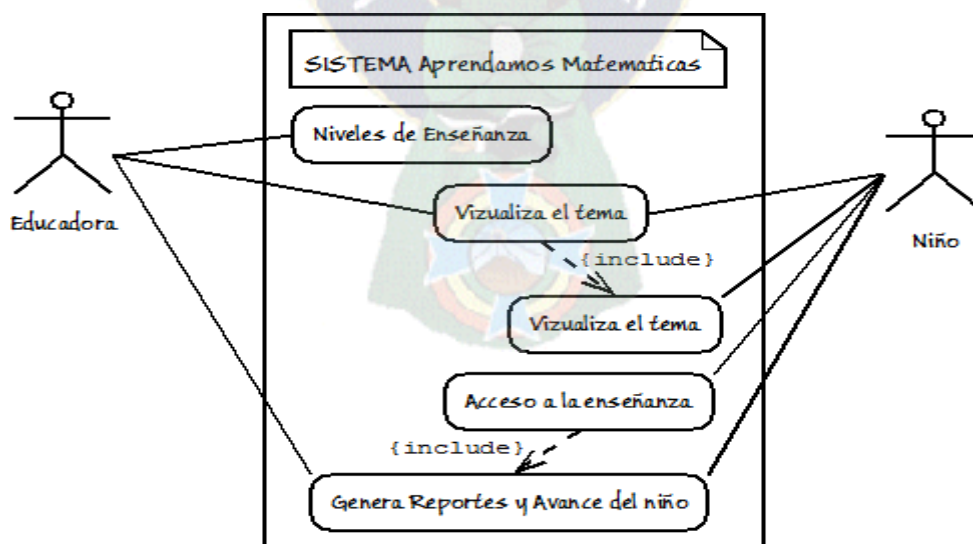 SISTEMA Aprendamos Matematicas
Niveles de Enseñanza
Educadora
Vizualiza el tema
Niño
{include}
Vizualiza el tema
Acceso a la enseñanza
{include}
Genera Reportes y Avance del niño